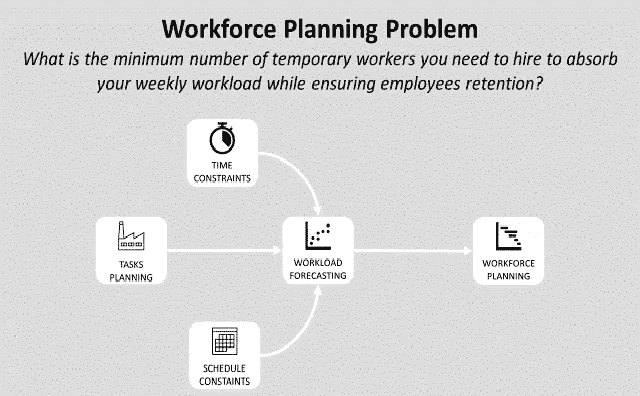 Workforce Planning Problem
What is the minimum number of temporary workers you need to hire to absorb
your weekly workload while ensuring employees retention?
TIME
CONSTRAINTS
TASKS
PLANNING
WORKLOAD
FORECASTING
WORKFORCE
PLANNING
SCHEDULE
CONSTAINTS